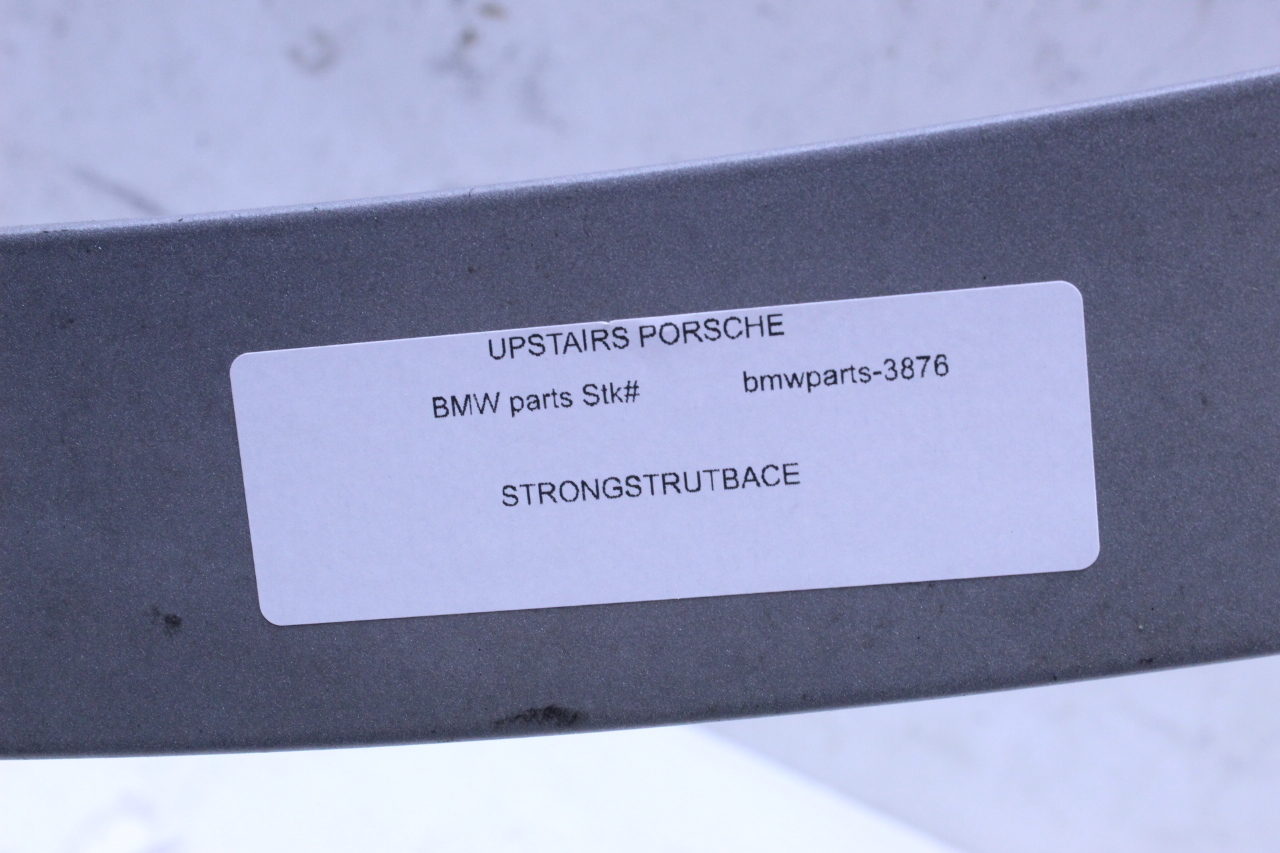 UPSTAIRS PORSCHE
BMW parts Stk# bmwparts-3876
STRONGSTRUTBACE